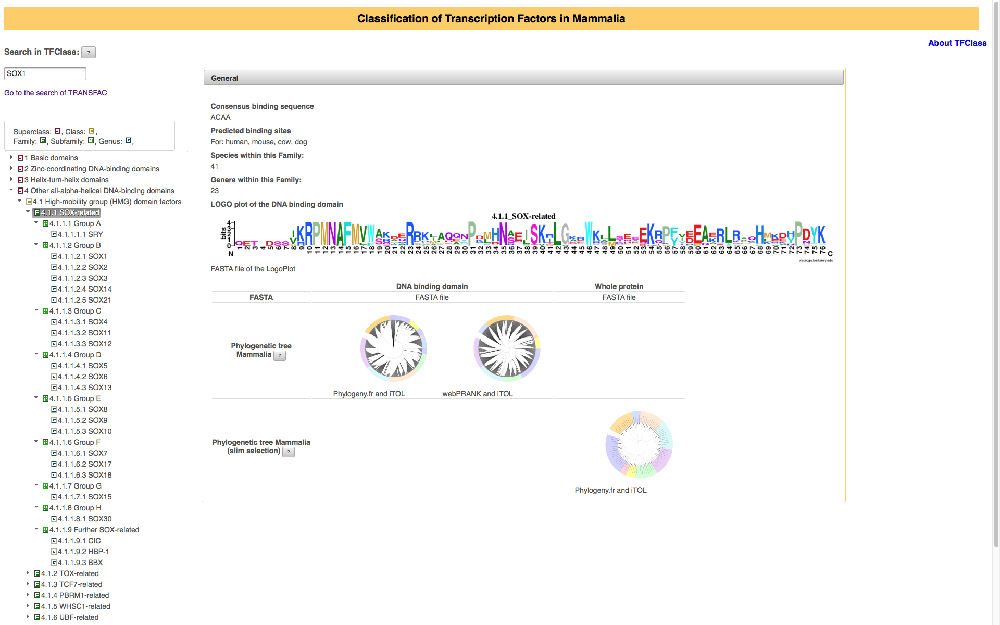 Classification of Transcription Factors in Mammalia
About TFClass
Search in TFClass: ?
SOX1
Go to the search of TRANSFAC
Superclass: S, Class: C,
Family: F, Subfamily: SF, Genus: G,
1 Basic domains
2 Zinc-coordinating DNA-binding domains
3 Helix-turn-helix domains
4 Other all-alpha-helical DNA-binding domains
4.1 High-mobility group (HMG) domain factors
4.1.1 SOX-related
4.1.1.1 Group A
4.1.1.1.1 SRY
4.1.1.2 Group B
4.1.1.2.1 SOX1
4.1.1.2.2 SOX2
4.1.1.2.3 SOX3
4.1.1.2.4 SOX14
4.1.1.2.5 SOX21
4.1.1.3 Group C
4.1.1.3.1 SOX4
4.1.1.3.2 SOX11
4.1.1.3.3 SOX12
4.1.1.4 Group D
4.1.1.4.1 SOX5
4.1.1.4.2 SOX6
4.1.1.4.3 SOX13
4.1.1.5 Group E
4.1.1.5.1 SOX8
4.1.1.5.2 SOX9
4.1.1.5.3 SOX10
4.1.1.6 Group F
4.1.1.6.1 SOX7
4.1.1.6.2 SOX17
4.1.1.6.3 SOX18
4.1.1.7 Group G
4.1.1.7.1 SOX15
4.1.1.8 Group H
4.1.1.8.1 SOX30
4.1.1.9 Further SOX-related
4.1.1.9.1 CIC
4.1.1.9.2 HBP-1
4.1.1.9.3 BBX
4.1.2 TOX-related
4.1.3 TCF7-related
4.1.4 PBRM1-related
4.1.5 WHSC1-related
4.1.6 UBF-related
General
Consensus binding sequence
ACAA
Predicted binding sites
For: human, mouse, cow, dog
Species within this Family:
41
Genera within this Family:
23
LOGO plot of the DNA binding domain
4.1.1_SOX-related
bits
4
3
2
1
0
1 2 3 4 5 6 7 8 9 10 11 12 13 14 15 16 17 18 19 20 21 22 23 24 25 26 27 28 29 30 31 32 33 34 35 36 37 38 39 40 41 42 43 44 45 46 47 48 49 50 51 52 53 54 55 56 57 58 59 60 61 62 63 64 65 66 67 68 69 70 71 72 73 74 75 76
N C
weblogo.berkeley.edu
FASTA file of the LogoPlot
DNA binding domain Whole protein
FASTA FASTA file FASTA file
Phylogenetic tree
Mammalia ?
Phylogeny.fr and iTOL webPRANK and iTOL
Phylogenetic tree Mammalia
(slim selection) ?
Phylogeny.fr and iTOL